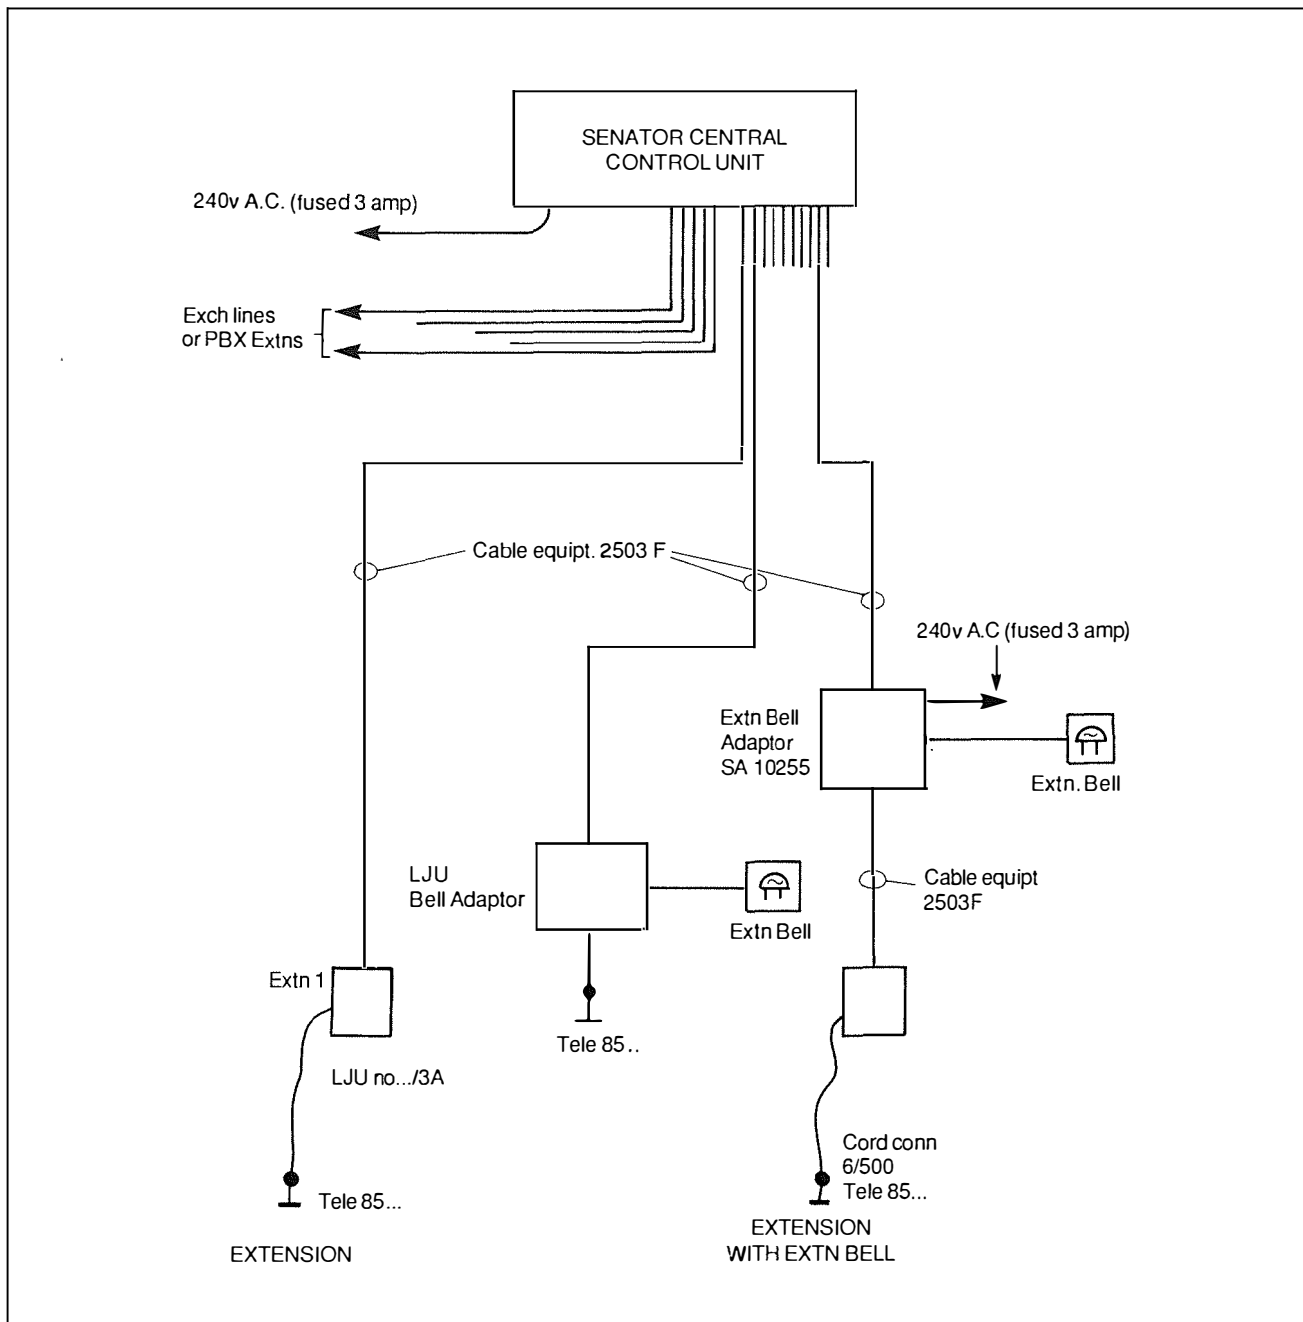 SENATOR CENTRAL
CONTROL UNIT
240v A.C. (fused 3 amp)
Exch lines
or PBX Extns
Cable equipt. 2503 F
240v A.C (fused 3 amp)
Extn Bell
Adaptor
SA 10255
Extn. Bell
LJU
Bell Adaptor
Extn Bell
Cable equipt
2503F
Extn 1
Tele 85..
LJU no.../3A
Cord conn
6/500
Tele 85...
Tele 85...
EXTENSION
EXTENSION
WITH EXTN BELL